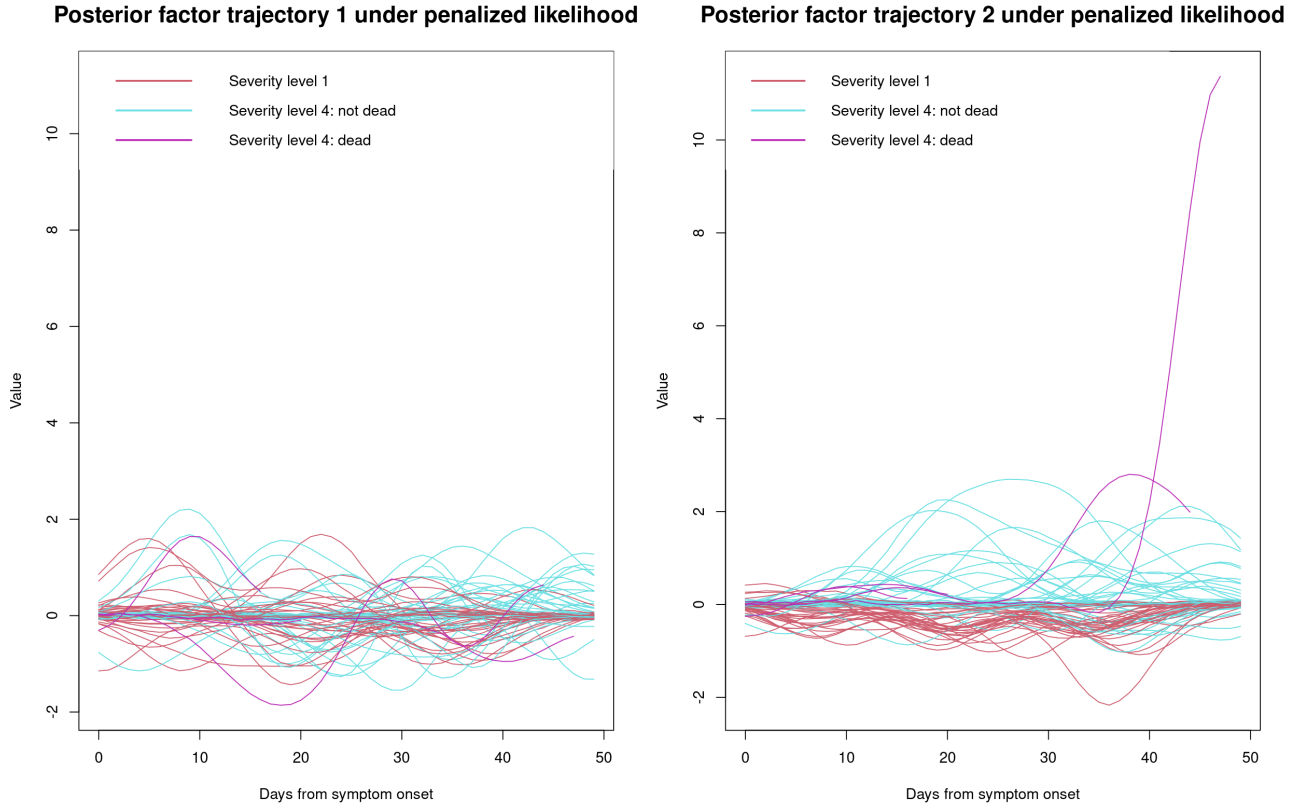 Posterior factor trajectory 1 under penalized likelihood
Severity level 1
Severity level 4: not dead
Severity level 4: dead
10
8
6
4
2
0
-2
Value
0 10 20 30 40 50
Days from symptom onset
Posterior factor trajectory 2 under penalized likelihood
Severity level 1
Severity level 4: not dead
Severity level 4: dead
10
8
6
4
2
0
-2
Value
0 10 20 30 40 50
Days from symptom onset